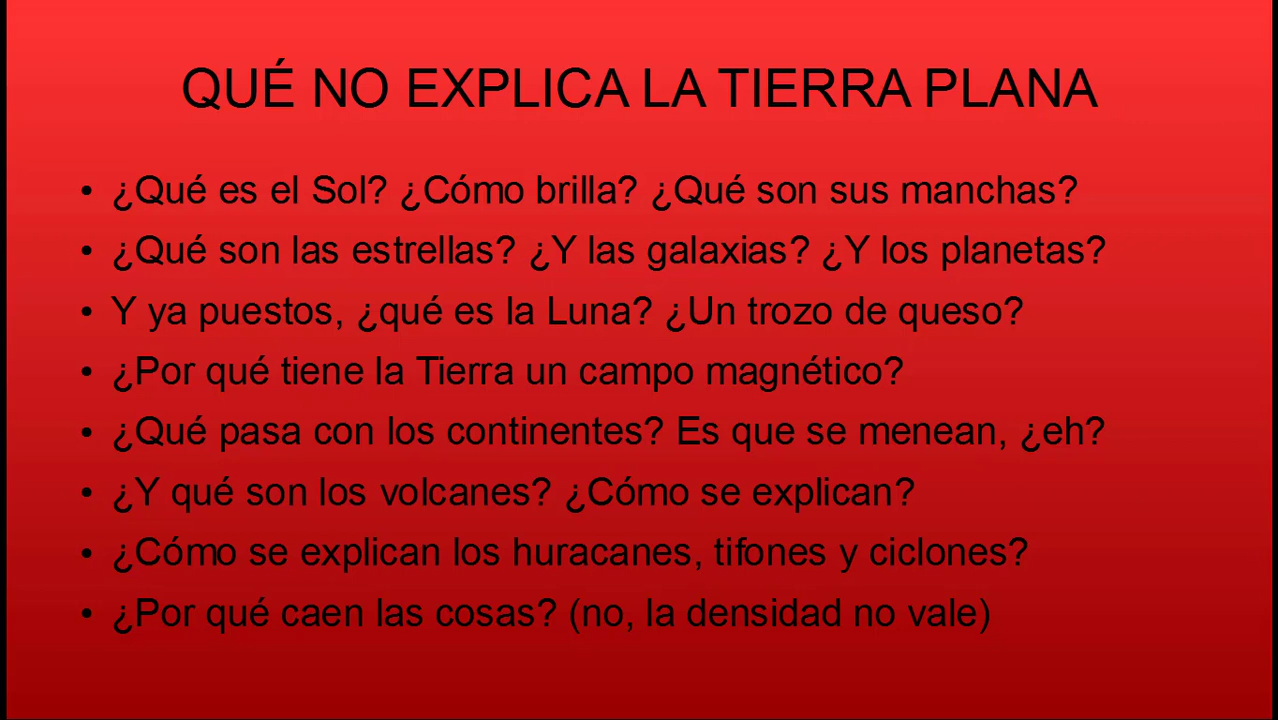 QUÉ NO EXPLICA LA TIERRA PLANA
• ¿Qué es el Sol? ¿Cómo brilla? ¿Qué son sus manchas?
• ¿Qué son las estrellas? ¿Y las galaxias? ¿Y los planetas?
• Y ya puestos, ¿qué es la Luna? ¿Un trozo de queso?
• ¿Por qué tiene la Tierra un campo magnético?
• ¿Qué pasa con los continentes? Es que se menean, ¿eh?
• ¿Y qué son los volcanes? ¿Cómo se explican?
• ¿Cómo se explican los huracanes, tifones y ciclones?
• ¿Por qué caen las cosas? (no, la densidad no vale)